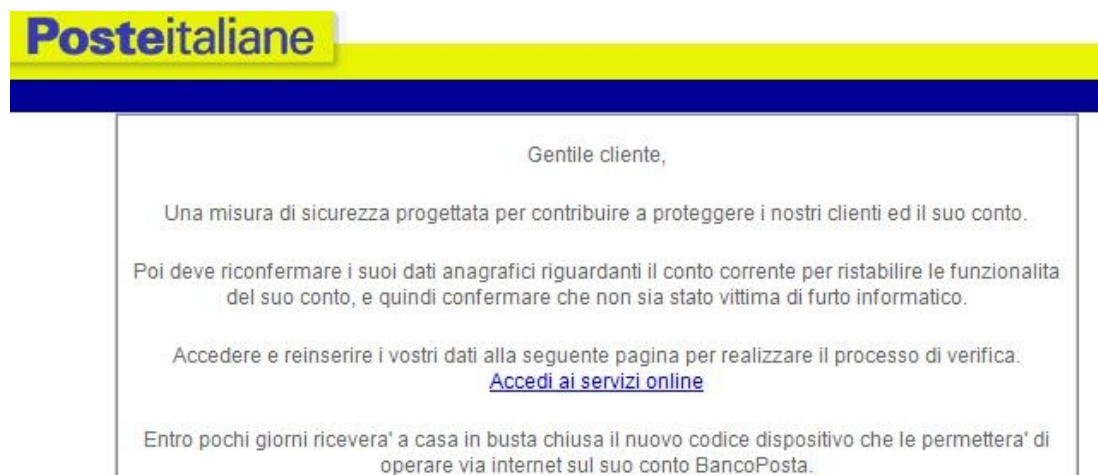 Posteitaliane
Gentile cliente,
Una misura di sicurezza progettata per contribuire a proteggere i nostri clienti ed il suo conto.
Poi deve riconfermare i suoi dati anagrafici riguardanti il conto corrente per ristabilire le funzionalita
del suo conto, e quindi confermare che non sia stato vittima di furto informatico.
Accedere e reinserire i vostri dati alla seguente pagina per realizzare il processo di verifica.
Accedi ai servizi online
Entro pochi giorni ricevera' a casa in busta chiusa il nuovo codice dispositivo che le permettera' di
operare via internet sul suo conto BancoPosta.